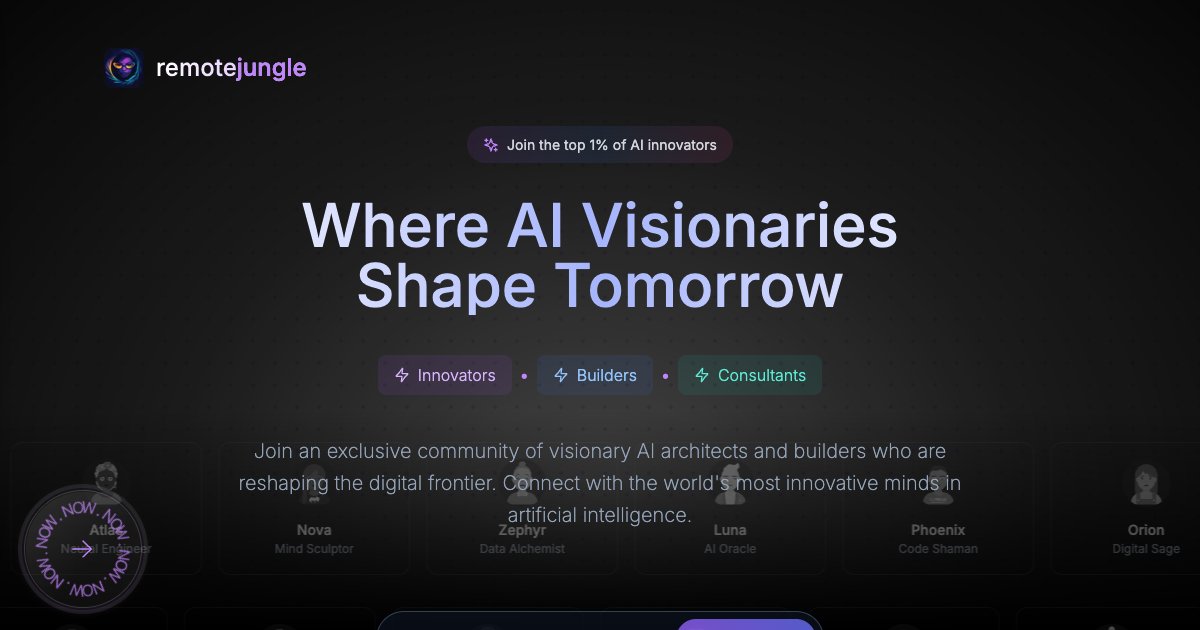 remotejungle
Join the top 1% of AI innovators
Where AI Visionaries
Shape Tomorrow
Innovators • Builders • Consultants
Join an exclusive community of visionary AI architects and builders who are
reshaping the digital frontier. Connect with the world's most innovative minds in
artificial intelligence.
Atlas Nova Zephyr Luna Phoenix Orion
Neural Engineer Mind Sculptor Data Alchemist AI Oracle Code Shaman Digital Sage
NOW. NOW. NOW. NOW. NOW. NOW.